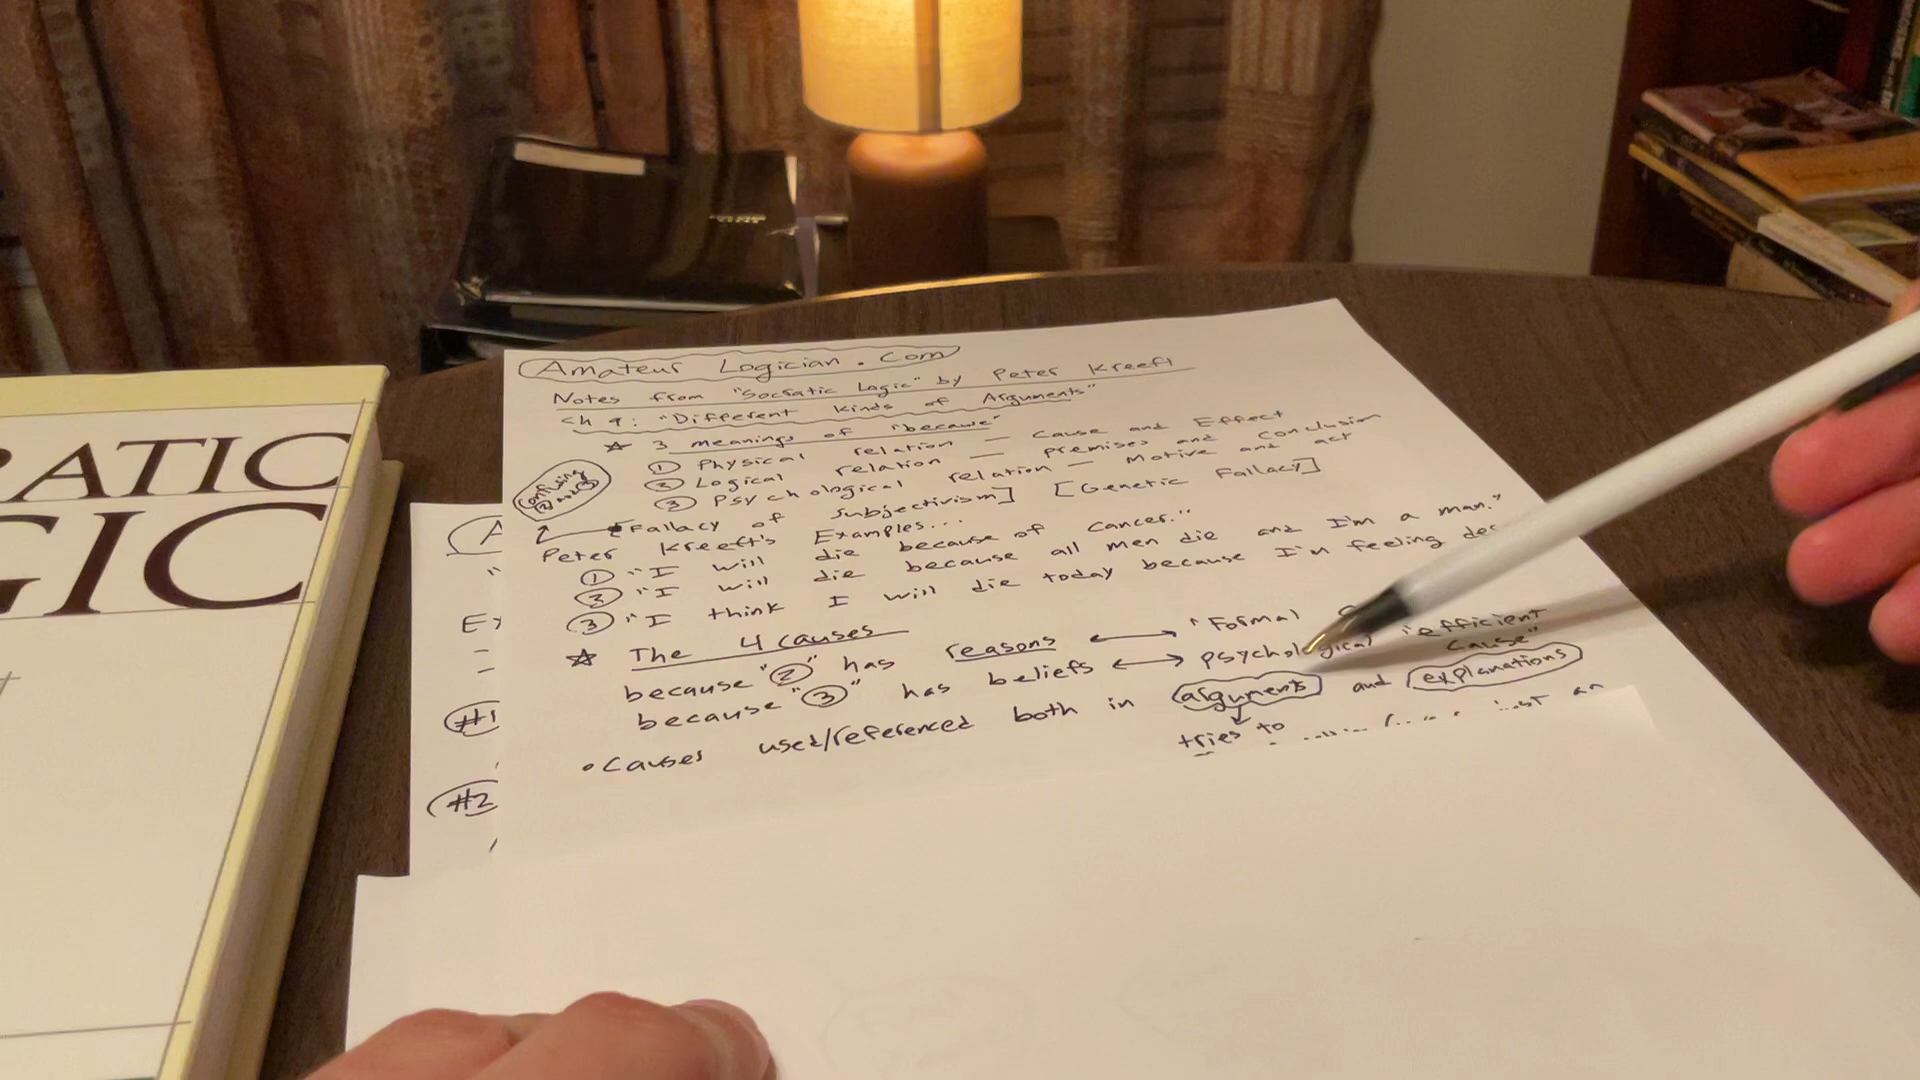 Amateur Logician.Com
Notes from "Socratic Logic" by Peter Kreeft
Ch 9: "Different kinds of Arguments"
☆ 3 meanings of "because"
① Physical relation — Cause and Effect
② Logical relation — premises and conclusion
③ Psychological relation — Motive and act
Confusing ② and ③
Fallacy of Subjectivism] [Genetic Fallacy]
Peter Kreeft's Examples...
① "I will die because of cancer."
② "I will die because all men die and I'm a man."
③ "I think I will die today because I'm feeling
☆ The 4 causes
because "②" has reasons ⟷ "Formal
because "③" has beliefs ⟷ psychological "efficient cause"
• Causes used/referenced both in arguments and explanations
tries to
RATIC
GIC
#1
#2